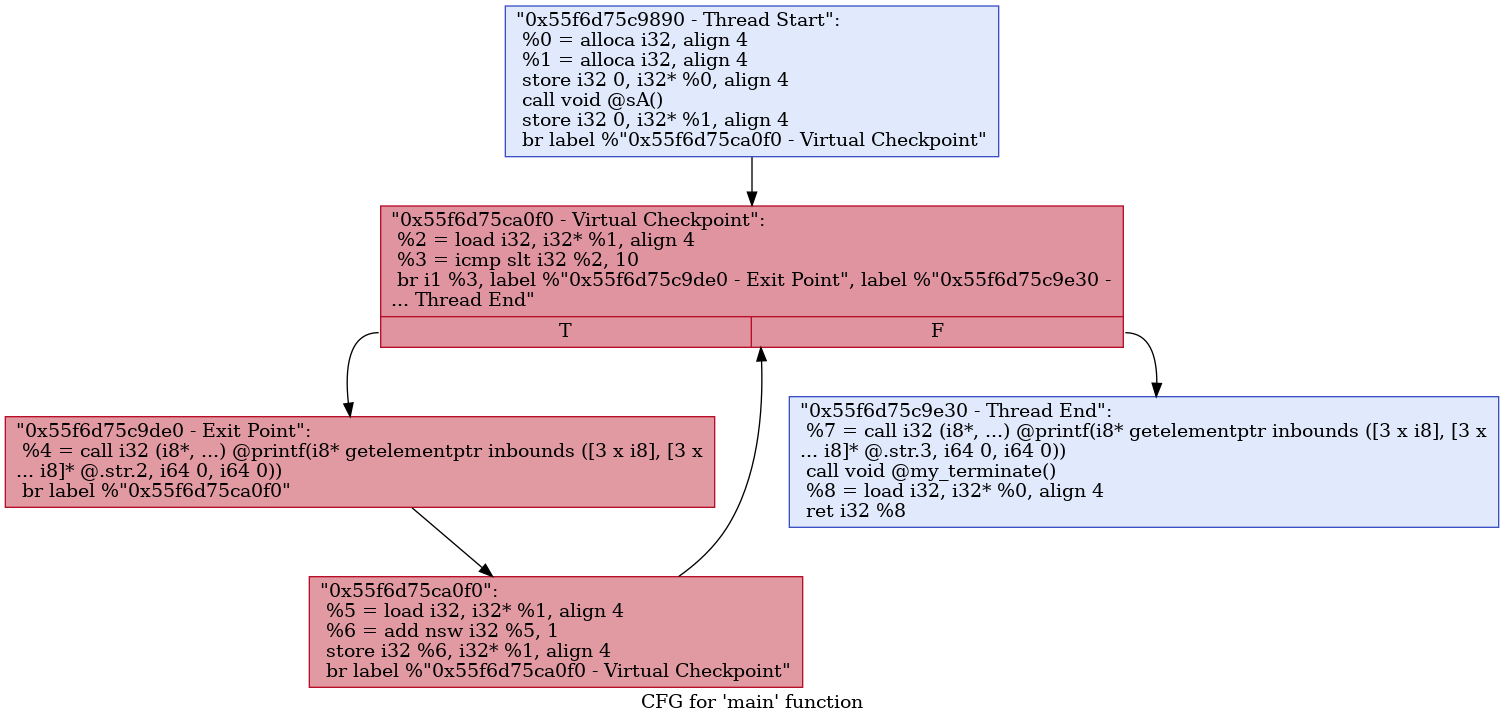 "0x55f6d75c9890 - Thread Start":
%0 = alloca i32, align 4
%1 = alloca i32, align 4
store i32 0, i32* %0, align 4
call void @sA()
store i32 0, i32* %1, align 4
br label %"0x55f6d75ca0f0 - Virtual Checkpoint"
"0x55f6d75ca0f0 - Virtual Checkpoint":
%2 = load i32, i32* %1, align 4
%3 = icmp slt i32 %2, 10
br i1 %3, label %"0x55f6d75c9de0 - Exit Point", label %"0x55f6d75c9e30 -
... Thread End"
T
F
"0x55f6d75c9de0 - Exit Point":
%4 = call i32 (i8*, ...) @printf(i8* getelementptr inbounds ([3 x i8], [3 x
... i8]* @.str.2, i64 0, i64 0))
br label %"0x55f6d75ca0f0"
"0x55f6d75c9e30 - Thread End":
%7 = call i32 (i8*, ...) @printf(i8* getelementptr inbounds ([3 x i8], [3 x
... i8]* @.str.3, i64 0, i64 0))
call void @my_terminate()
%8 = load i32, i32* %0, align 4
ret i32 %8
"0x55f6d75ca0f0":
%5 = load i32, i32* %1, align 4
%6 = add nsw i32 %5, 1
store i32 %6, i32* %1, align 4
br label %"0x55f6d75ca0f0 - Virtual Checkpoint"
CFG for 'main' function